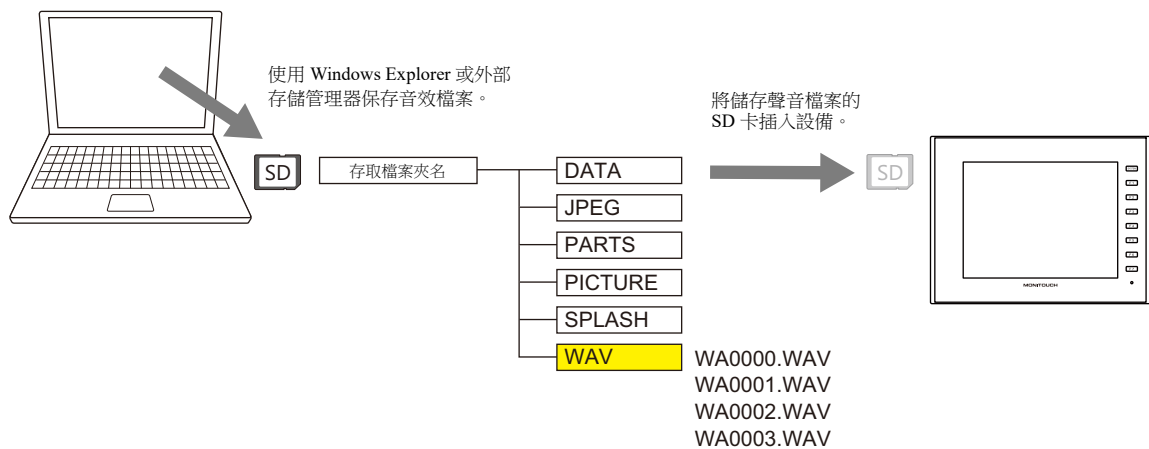 使用 Windows Explorer 或外部
存儲管理器保存音效檔案。
將儲存聲音檔案的
SD 卡插入設備。
SD
存取檔案夾名
DATA
SD
JPEG
PARTS
PICTURE
SPLASH
WAV
WA0000.WAV
WA0001.WAV
WA0002.WAV
WA0003.WAV
MONITOUCH